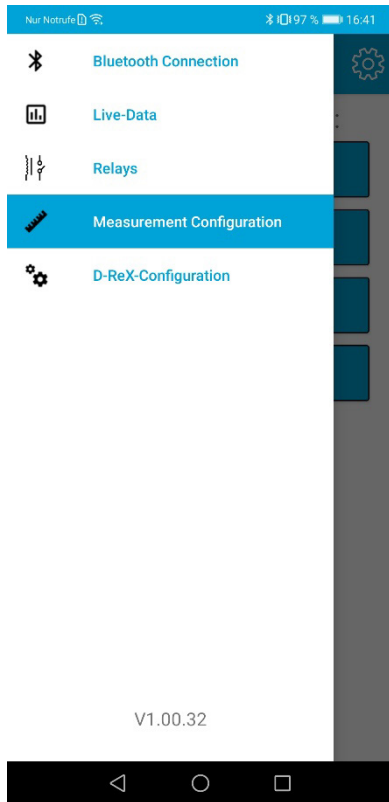 Nur Notrufe 97 % 16:41
Bluetooth Connection
Live-Data
Relays
Measurement Configuration
D-ReX-Configuration
:
V1.00.32